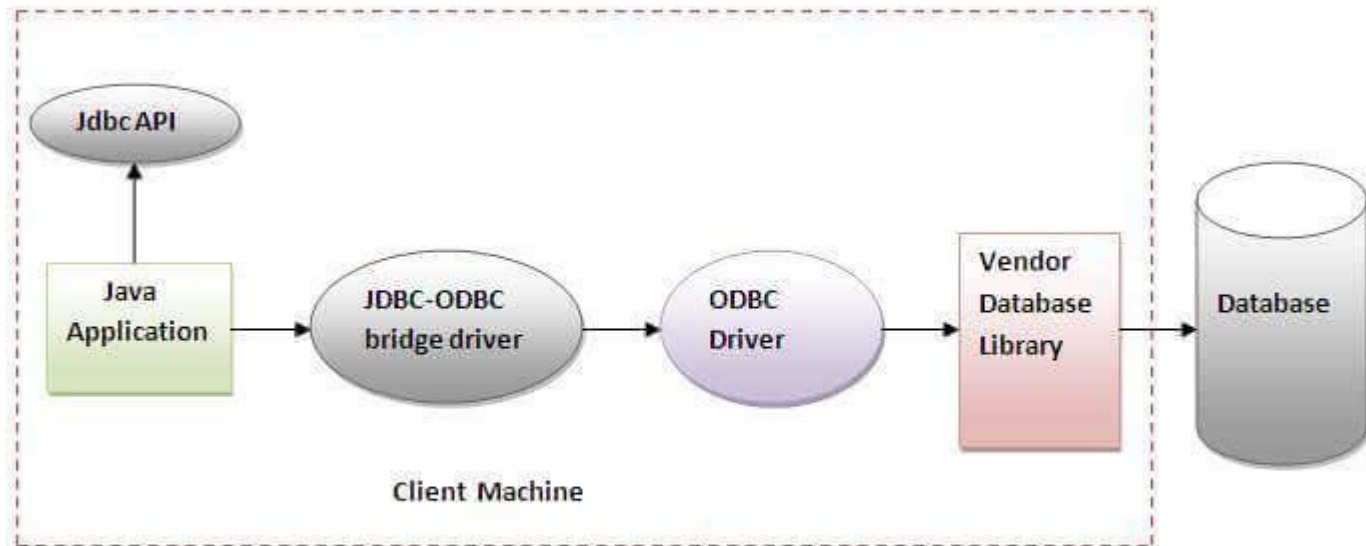 Jdbc API
Java
Application
JDBC-ODBC
bridge driver
ODBC
Driver
Vendor
Database
Library
Database
Client Machine